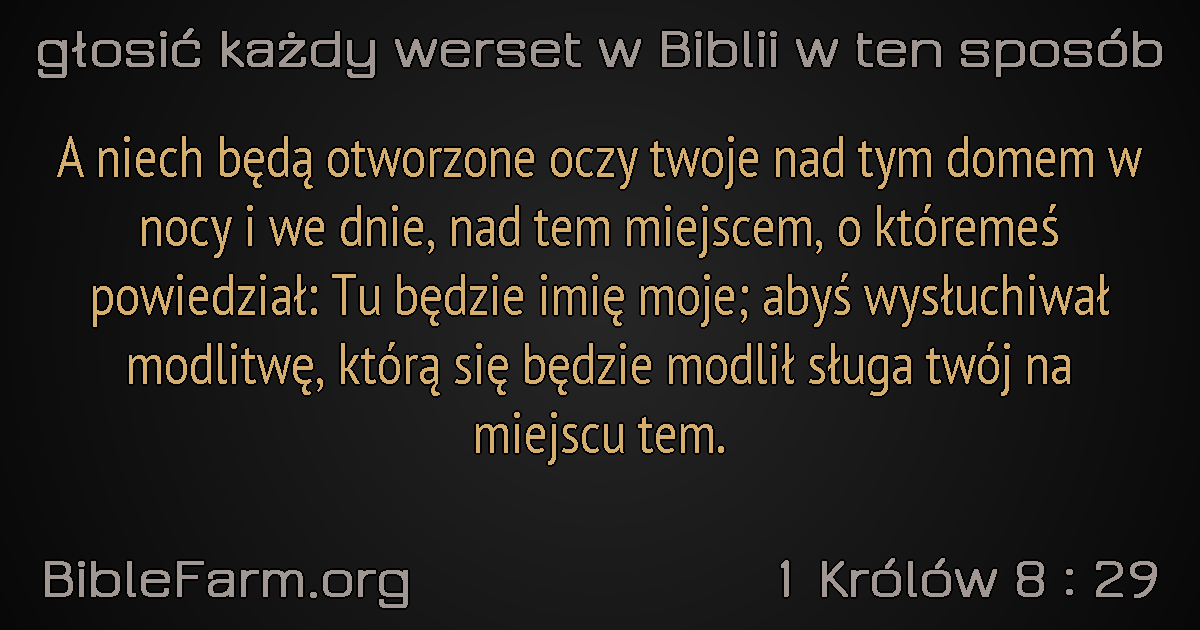 głosić każdy werset w Biblii w ten sposób
A niech będą otworzone oczy twoje nad tym domem w
nocy i we dnie, nad tem miejscem, o któremeś
powiedział: Tu będzie imię moje; abyś wysłuchiwał
modlitwę, którą się będzie modlił sługa twój na
miejscu tem.
BibleFarm.org
1 Królów 8 : 29